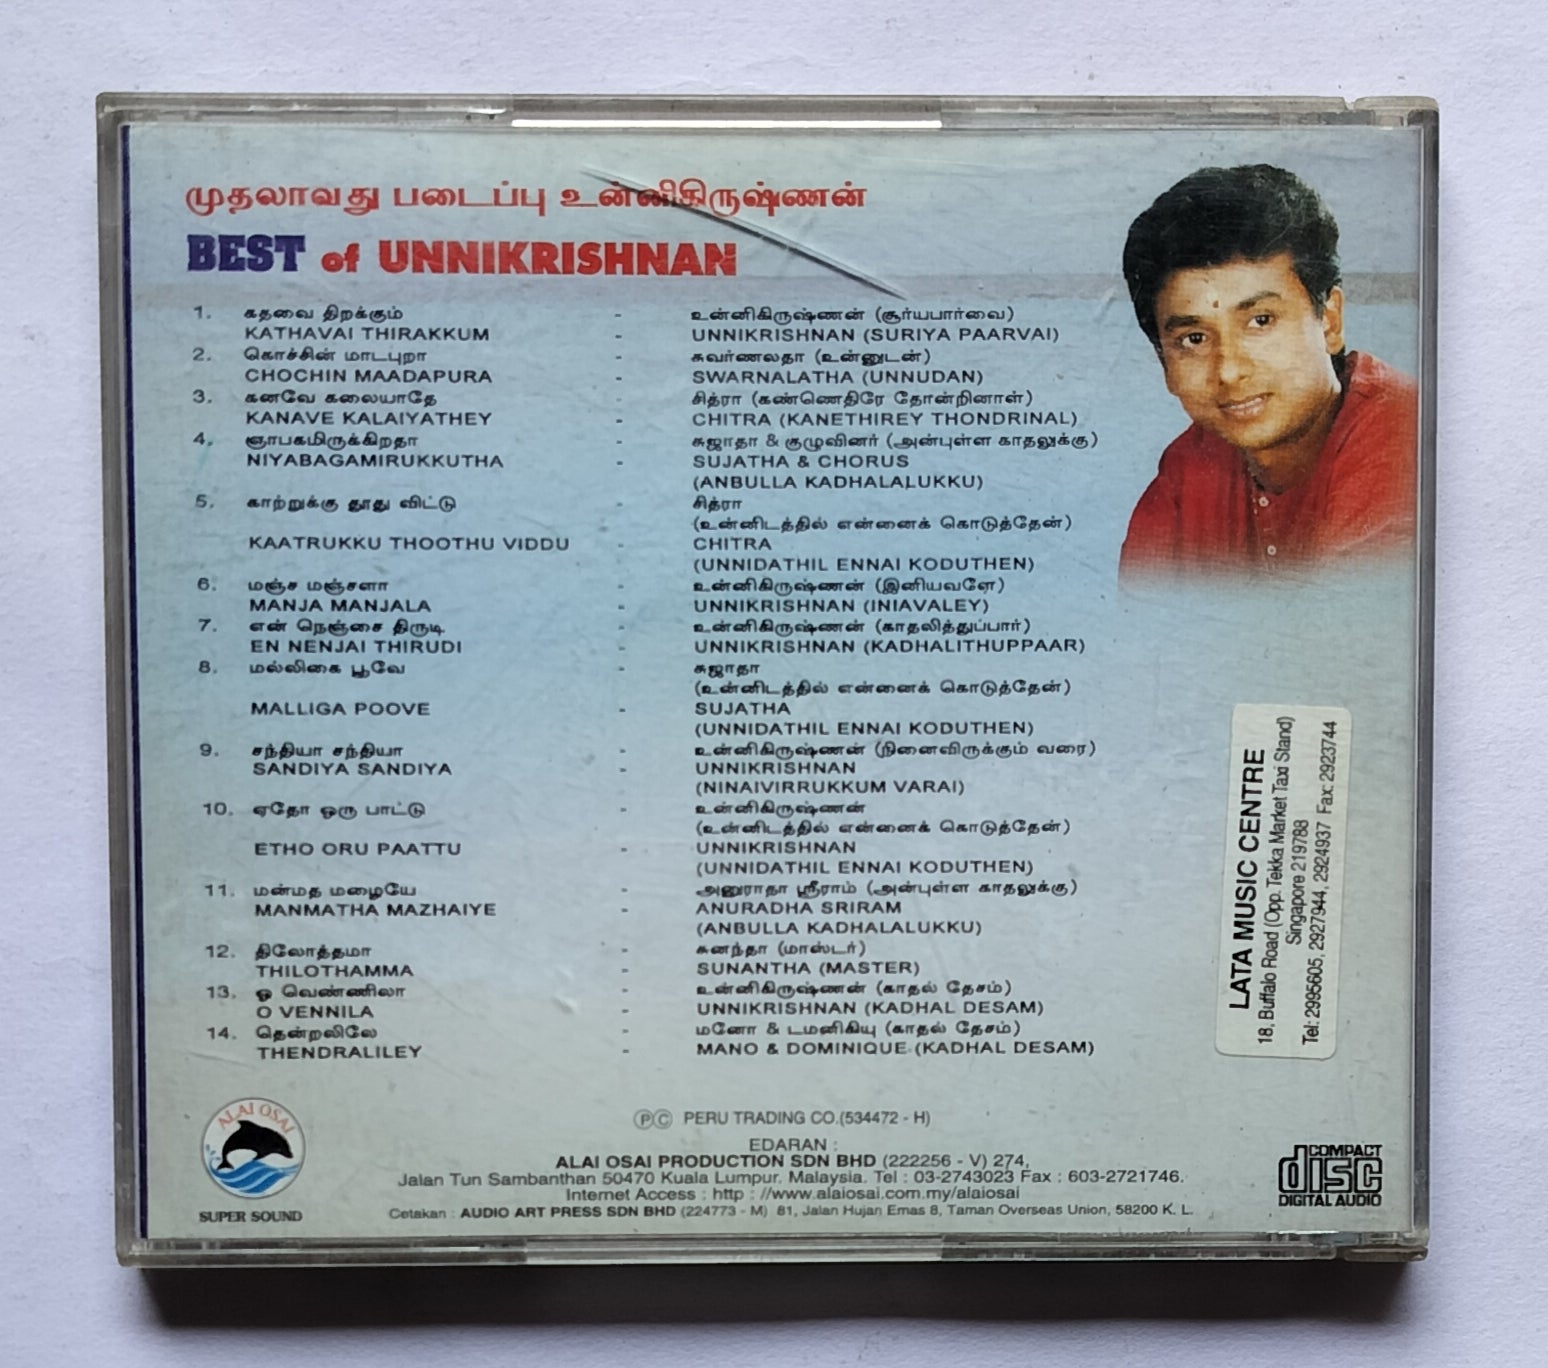 முதலாவது படைப்பு உன்னிகிருஷ்ணன்
BEST of UNNIKRISHNAN
1. கதவை திறக்கும் - உன்னிகிருஷ்ணன் (சூர்யபார்வை)
KATHAVAI THIRAKKUM - UNNIKRISHNAN (SURIYA PAARVAI)
2. கொச்சின் மாடபுறா - சுவர்ணலதா (உன்னுடன்)
CHOCHIN MAADAPURA - SWARNALATHA (UNNUDAN)
3. கனவே கலையாதே - சித்ரா (கண்ணெதிரே தோன்றினாள்)
KANAVE KALAIYATHEY - CHITRA (KANETHIREY THONDRINAL)
4. ஞாபகமிருக்கிறதா - சுஜாதா & குழுவினர் (அன்புள்ள காதலுக்கு)
NIYABAGAMIRUKKUTHA - SUJATHA & CHORUS
(ANBULLA KADHALALUKKU)
5. காற்றுக்கு தூது விட்டு - சித்ரா
(உன்னிடத்தில் என்னைக் கொடுத்தேன்)
KAATRUKKU THOOTHU VIDDU - CHITRA
(UNNIDATHIL ENNAI KODUTHEN)
6. மஞ்ச மஞ்சளா - உன்னிகிருஷ்ணன் (இனியவளே)
MANJA MANJALA - UNNIKRISHNAN (INIAVALEY)
7. என் நெஞ்சை திருடி - உன்னிகிருஷ்ணன் (காதலித்துப்பார்)
EN NENJAI THIRUDI - UNNIKRISHNAN (KADHALITHUPPAAR)
8. மல்லிகை பூவே - சுஜாதா
(உன்னிடத்தில் என்னைக் கொடுத்தேன்)
MALLIGA POOVE - SUJATHA
(UNNIDATHIL ENNAI KODUTHEN)
9. சந்தியா சந்தியா - உன்னிகிருஷ்ணன் (நினைவிருக்கும் வரை)
SANDIYA SANDIYA - UNNIKRISHNAN
(NINAIVIRRUKKUM VARAI)
10. ஏதோ ஒரு பாட்டு - உன்னிகிருஷ்ணன்
(உன்னிடத்தில் என்னைக் கொடுத்தேன்)
ETHO ORU PAATTU - UNNIKRISHNAN
(UNNIDATHIL ENNAI KODUTHEN)
11. மன்மத மழையே - அனுராதா ஸ்ரீராம் (அன்புள்ள காதலுக்கு)
MANMATHA MAZHAIYE - ANURADHA SRIRAM
(ANBULLA KADHALALUKKU)
12. திலோத்தமா - சுனந்தா (மாஸ்டர்)
THILOTHAMMA - SUNANTHA (MASTER)
13. ஓ வெண்ணிலா - உன்னிகிருஷ்ணன் (காதல் தேசம்)
O VENNILA - UNNIKRISHNAN (KADHAL DESAM)
14. தென்றலிலே - மனோ & டமனிகியு (காதல் தேசம்)
THENDRALILEY - MANO & DOMINIQUE (KADHAL DESAM)
LATA MUSIC CENTRE
18, Buffalo Road (Opp. Tekka Market Taxi Stand)
Singapore 219788
Tel: 2995605, 2927944, 2924937 Fax: 2923744
ALAI OSAI
SUPER SOUND
Ⓟ Ⓒ PERU TRADING CO.(534472 - H)
EDARAN :
ALAI OSAI PRODUCTION SDN BHD (222256 - V) 274,
Jalan Tun Sambanthan 50470 Kuala Lumpur. Malaysia. Tel : 03-2743023 Fax : 603-2721746.
Internet Access : http : //www.alaiosai.com.my/alaiosai
Cetakan : AUDIO ART PRESS SDN BHD (224773 - M) 81, Jalan Hujan Emas 8, Taman Overseas Union, 58200 K. L.
COMPACT
disc
DIGITAL AUDIO